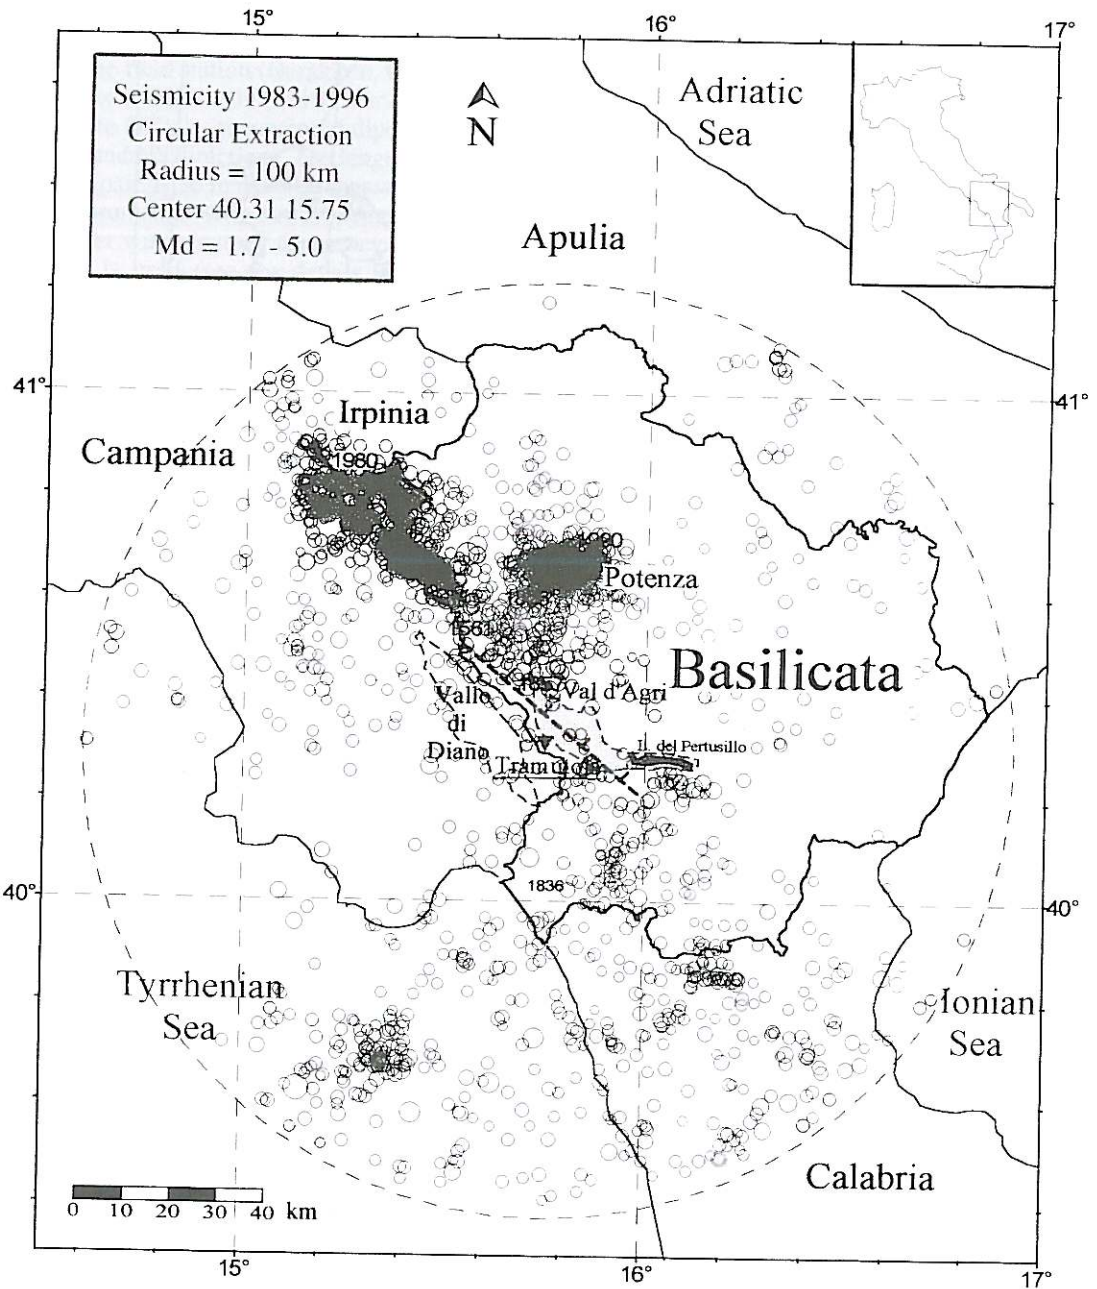 15°
16°
17°
Seismicity 1983-1996
Circular Extraction
Radius = 100 km
Center 40.31 15.75
Md = 1.7 - 5.0
N
Adriatic
Sea
Apulia
41°
41°
Irpinia
Campania
1980
Potenza
1561
Basilicata
Val d'Agri
Vallo
di
Diano
Il. del Pertusillo
Tramutola
40°
40°
1836
Tyrrhenian
Sea
Ionian
Sea
Calabria
0 10 20 30 40 km
15°
16°
17°